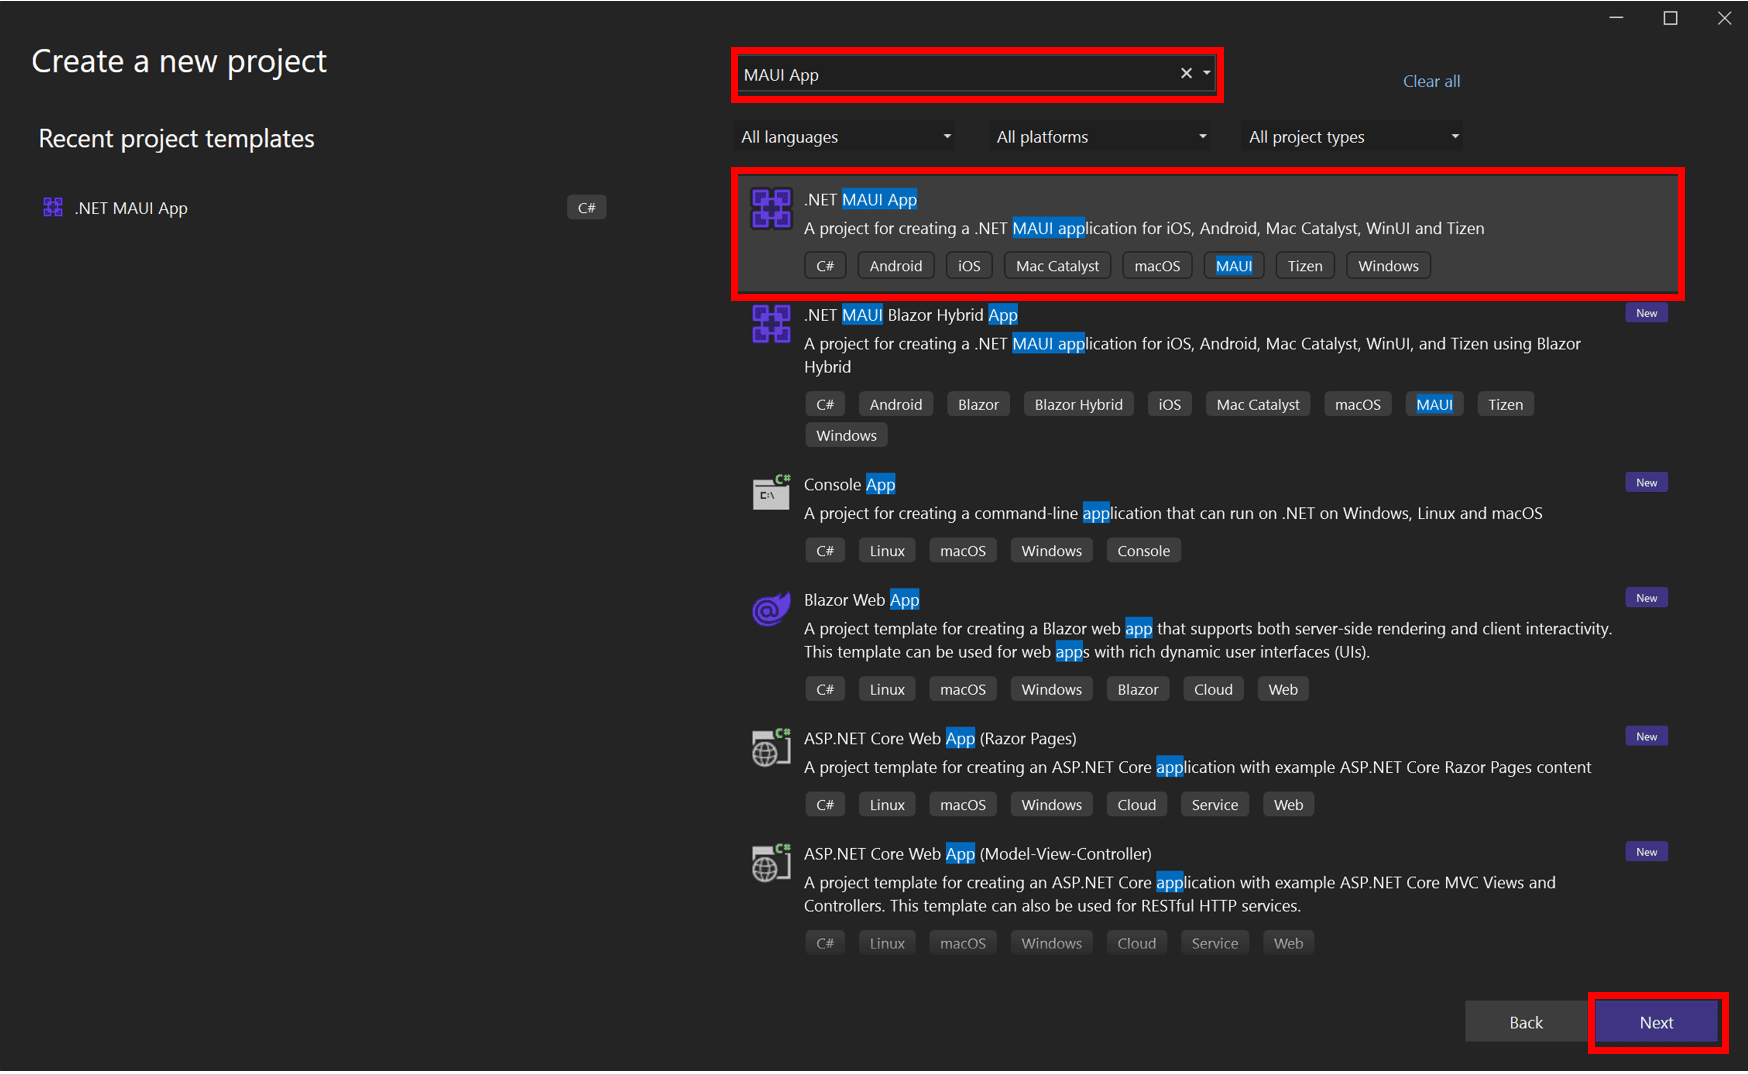 Create a new project
MAUI App
Clear all
Recent project templates
All languages
All platforms
All project types
.NET MAUI App
C#
.NET MAUI App
A project for creating a .NET MAUI application for iOS, Android, Mac Catalyst, WinUI and Tizen
C# Android iOS Mac Catalyst macOS MAUI Tizen Windows
.NET MAUI Blazor Hybrid App
New
A project for creating a .NET MAUI application for iOS, Android, Mac Catalyst, WinUI, and Tizen using Blazor
Hybrid
C# Android Blazor Blazor Hybrid iOS Mac Catalyst macOS MAUI Tizen
Windows
C#
C:\
Console App
New
A project for creating a command-line application that can run on .NET on Windows, Linux and macOS
C# Linux macOS Windows Console
Blazor Web App
New
A project template for creating a Blazor web app that supports both server-side rendering and client interactivity.
This template can be used for web apps with rich dynamic user interfaces (UIs).
C# Linux macOS Windows Blazor Cloud Web
C#
ASP.NET Core Web App (Razor Pages)
New
A project template for creating an ASP.NET Core application with example ASP.NET Core Razor Pages content
C# Linux macOS Windows Cloud Service Web
C#
ASP.NET Core Web App (Model-View-Controller)
New
A project template for creating an ASP.NET Core application with example ASP.NET Core MVC Views and
Controllers. This template can also be used for RESTful HTTP services.
C# Linux macOS Windows Cloud Service Web
Back
Next